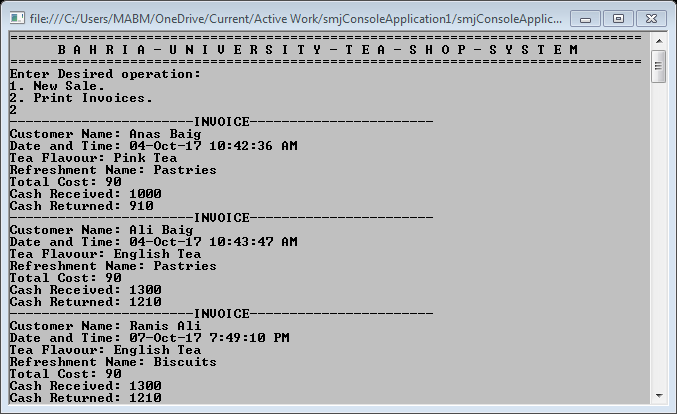 file:///C:/Users/MABM/OneDrive/Current/Active Work/smjConsoleApplication1/smjConsoleApplic...
================================================================================
B A H R I A - U N I V E R S I T Y - T E A - S H O P - S Y S T E M
================================================================================
Enter Desired operation:
1. New Sale.
2. Print Invoices.
2
-----------------------INVOICE-----------------------
Customer Name: Anas Baig
Date and Time: 04-Oct-17 10:42:36 AM
Tea Flavour: Pink Tea
Refreshment Name: Pastries
Total Cost: 90
Cash Received: 1000
Cash Returned: 910
-----------------------INVOICE-----------------------
Customer Name: Ali Baig
Date and Time: 04-Oct-17 10:43:47 AM
Tea Flavour: English Tea
Refreshment Name: Pastries
Total Cost: 90
Cash Received: 1300
Cash Returned: 1210
-----------------------INVOICE-----------------------
Customer Name: Ramis Ali
Date and Time: 07-Oct-17 7:49:10 PM
Tea Flavour: English Tea
Refreshment Name: Biscuits
Total Cost: 90
Cash Received: 1300
Cash Returned: 1210